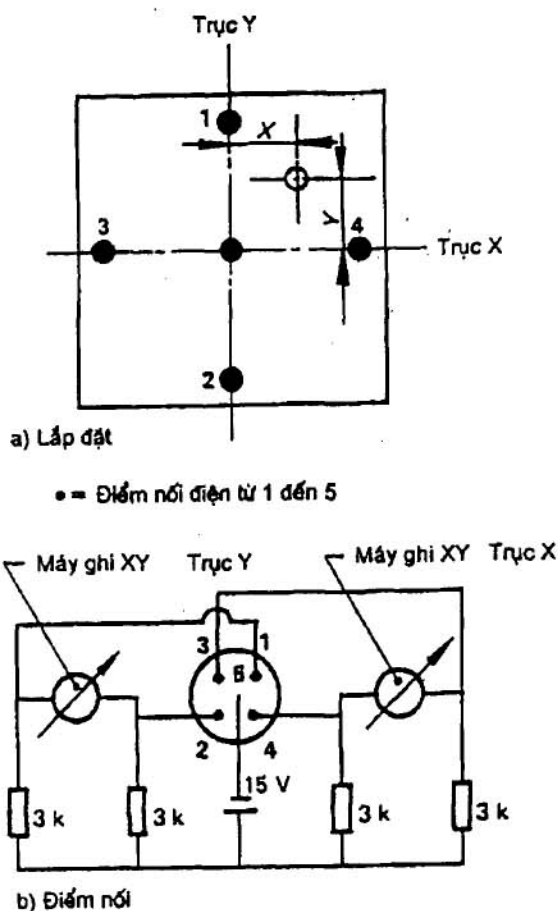 Trục Y
1
X
3
Y
4
Trục X
2
a) Lắp đặt
• = Điểm nối điện từ 1 đến 5
Máy ghi XY Trục Y Máy ghi XY Trục X
3 1
5
2 4
15 V
3 k 3 k 3 k 3 k
b) Điểm nối